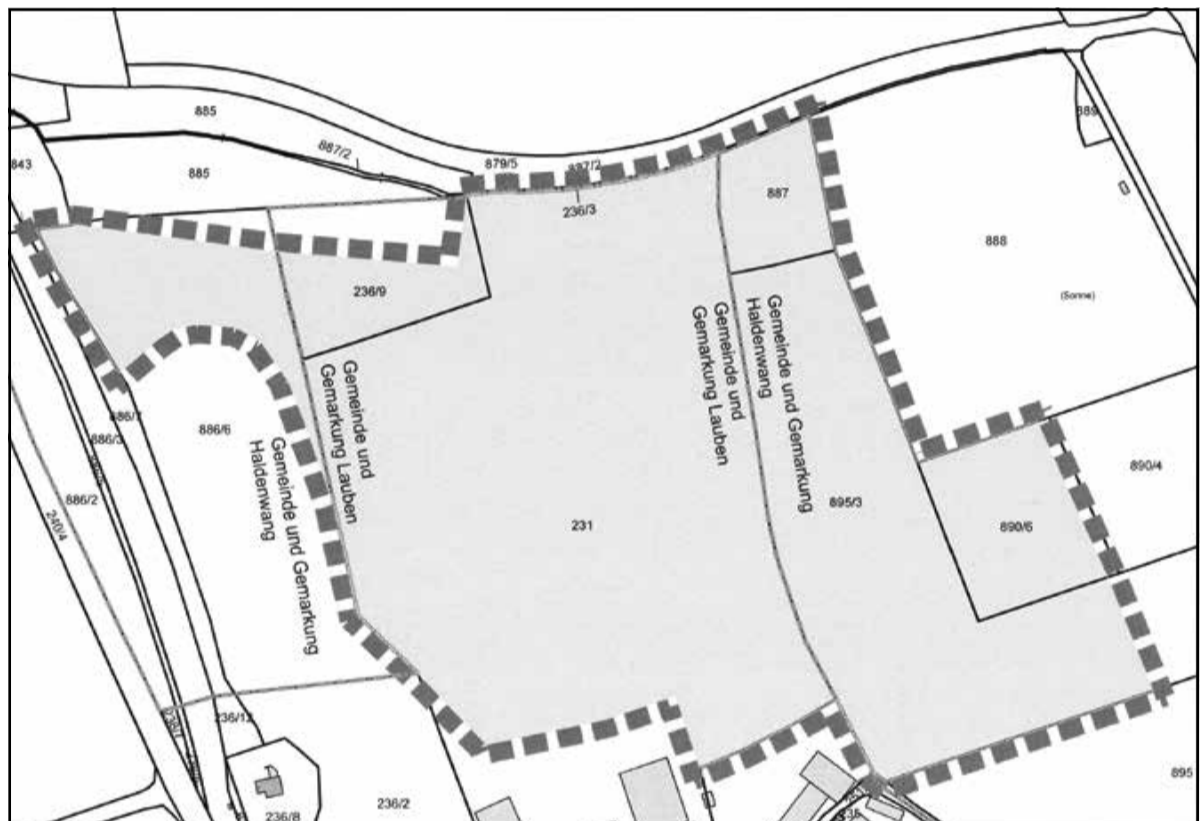 885
843
887/2
885
879/5
887/2
236/3
887
889
888
(Sonne)
236/9
Gemeinde und
Gemarkung Lauben
Gemeinde und Gemarkung
Haldenwang
Gemeinde und
Gemarkung Lauben
Gemeinde und Gemarkung
Haldenwang
886/7
886/3
886/6
886/2
240/4
231
895/3
890/4
890/6
236/12
236/8
236/2
895